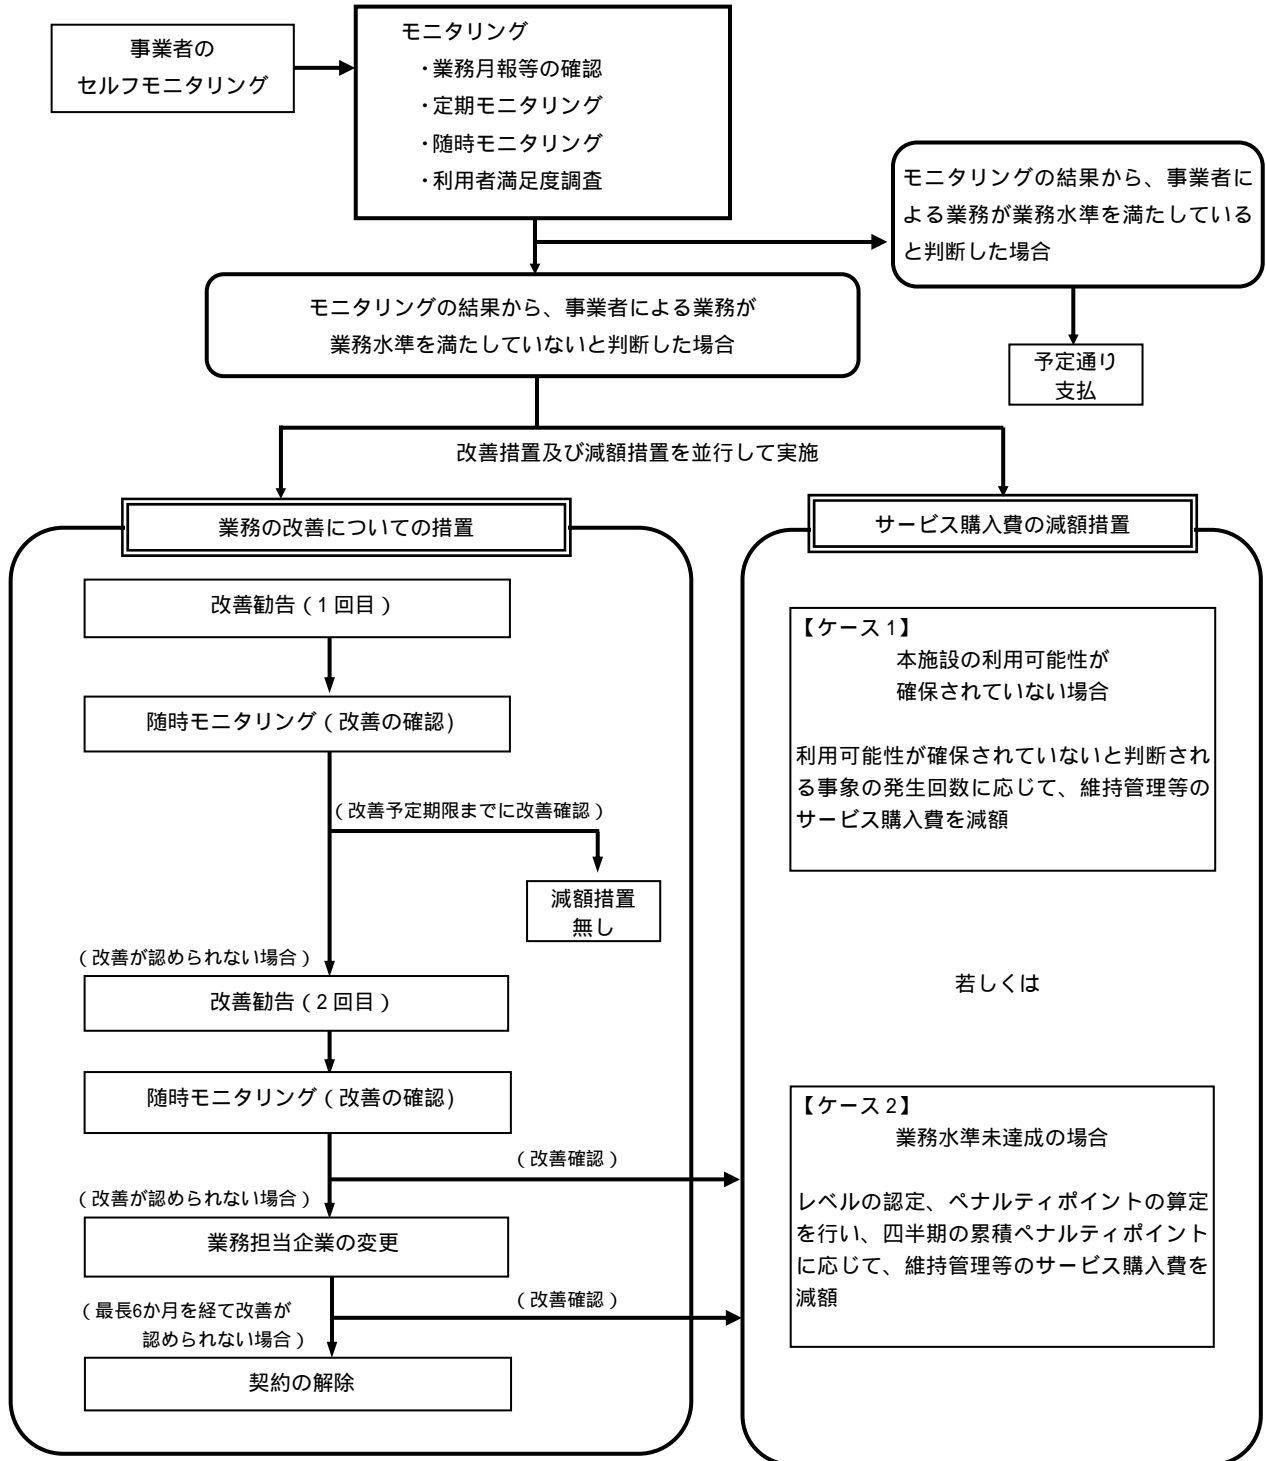 事業者の
セルフモニタリング
モニタリング
・業務月報等の確認
・定期モニタリング
・随時モニタリング
・利用者満足度調査
モニタリングの結果から、事業者に
よる業務が業務水準を満たしている
と判断した場合
モニタリングの結果から、事業者による業務が
業務水準を満たしていないと判断した場合
予定通り
支払
改善措置及び減額措置を並行して実施
業務の改善についての措置
改善勧告(1回目)
随時モニタリング(改善の確認)
(改善予定期限までに改善確認)
減額措置
無し
(改善が認められない場合)
改善勧告(2回目)
随時モニタリング(改善の確認)
(改善確認)
(改善が認められない場合)
業務担当企業の変更
(改善確認)
(最長6か月を経て改善が
認められない場合)
契約の解除
サービス購入費の減額措置
【ケース1】
本施設の利用可能性が
確保されていない場合
利用可能性が確保されていないと判断され
る事象の発生回数に応じて、維持管理等の
サービス購入費を減額
若しくは
【ケース2】
業務水準未達成の場合
レベルの認定、ペナルティポイントの算定
を行い、四半期の累積ペナルティポイント
に応じて、維持管理等のサービス購入費を
減額